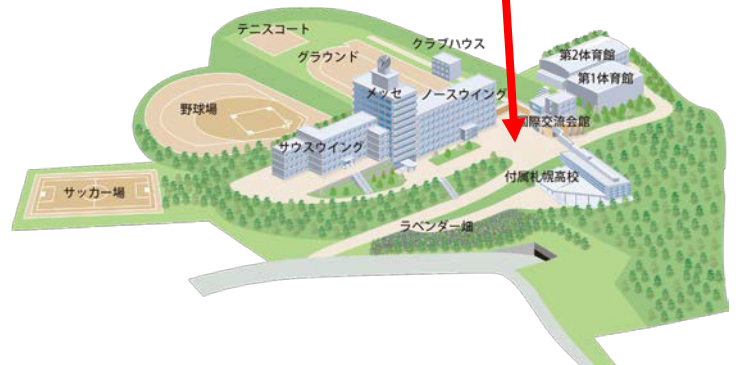 テニスコート
クラブハウス
グラウンド
第2体育館
第1体育館
メッセ
ノースウイング
野球場
国際交流会館
サウスウイング
付属札幌高校
サッカー場
ラベンダー畑